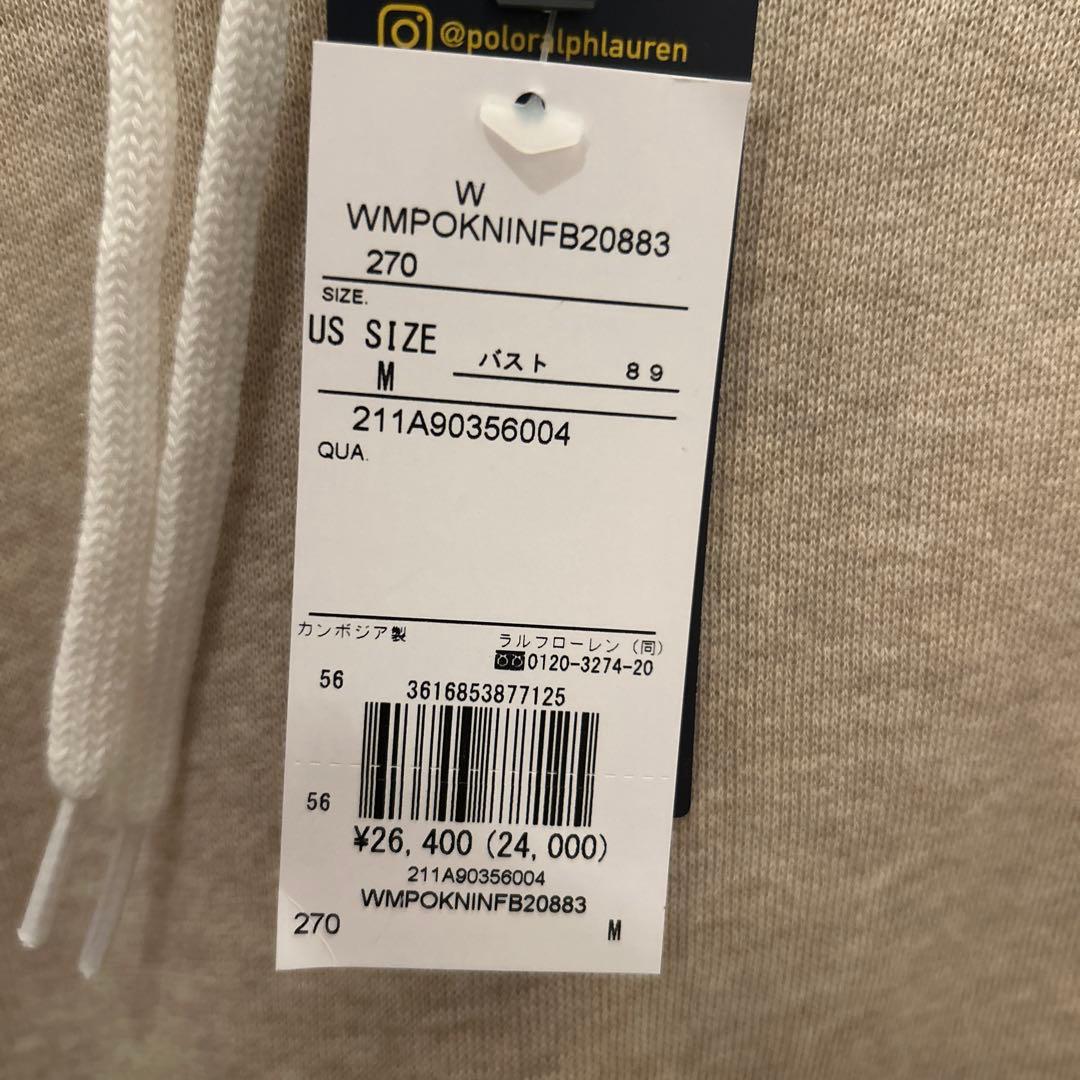 @poloralphlauren
W
WMPOKNINFB20883
270
SIZE.
US SIZE
M
バスト 89
211A90356004
QUA.
カンボジア製
ラルフローレン(同)
0120-3274-20
56
3616853877125
56
¥26,400(24,000)
211A90356004
WMPOKNINFB20883
270 M